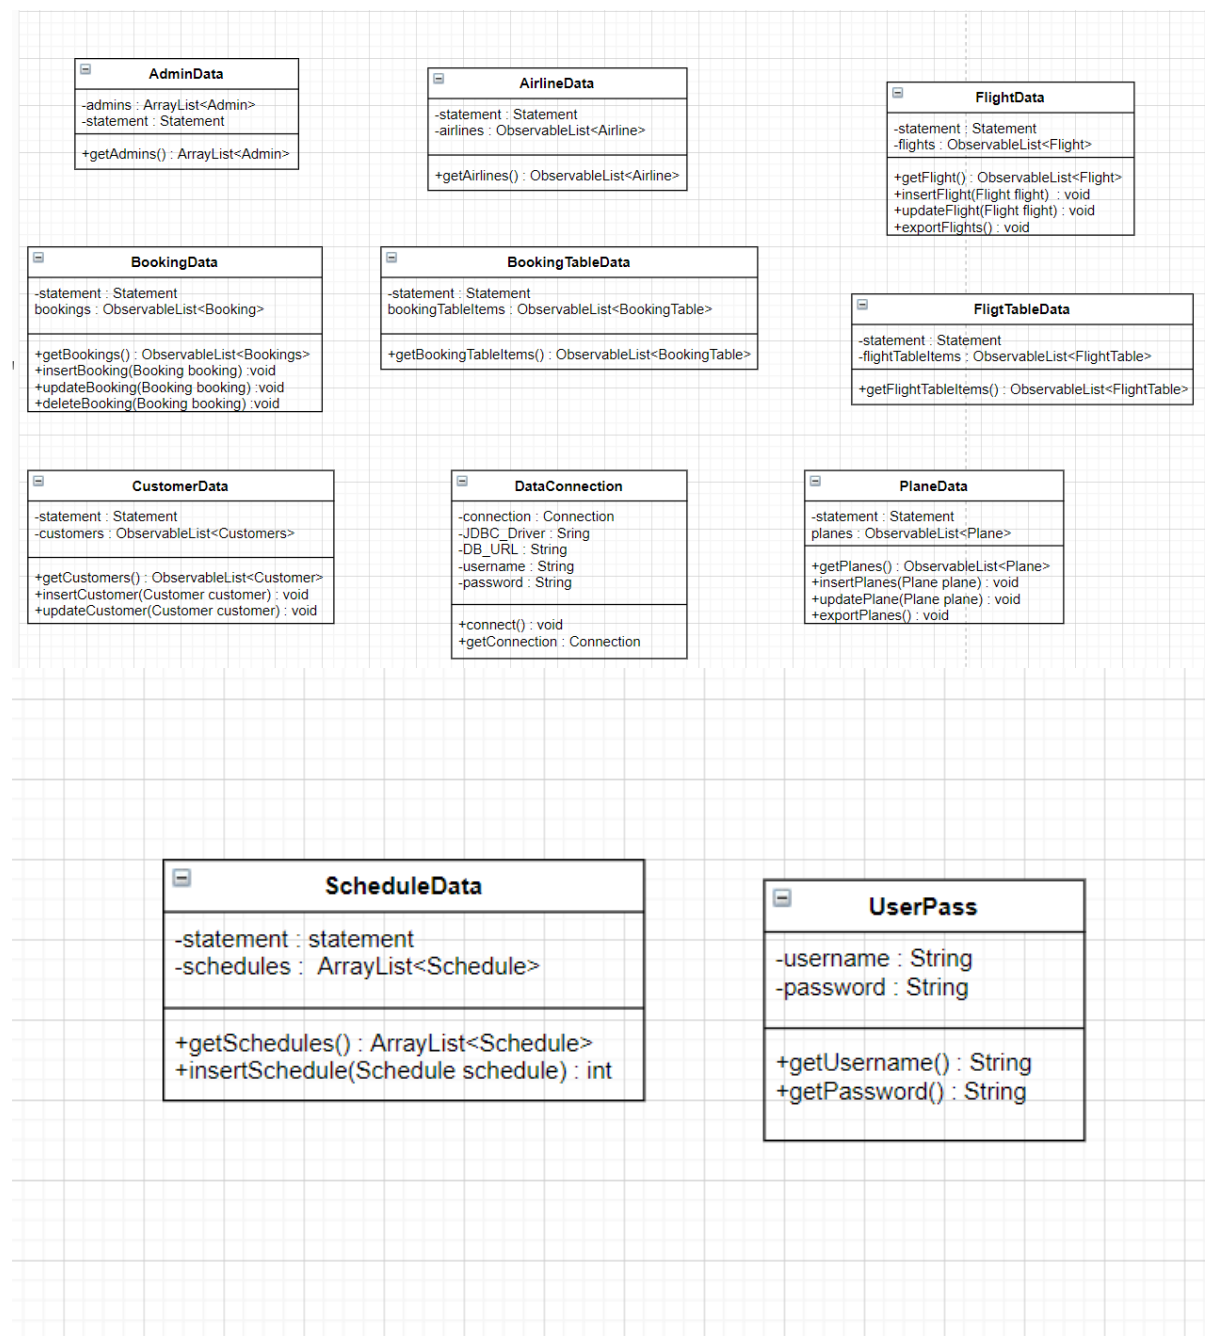 AdminData
-admins : ArrayList<Admin>
-statement : Statement
+getAdmins() : ArrayList<Admin>
AirlineData
-statement : Statement
-airlines : ObservableList<Airline>
+getAirlines() : ObservableList<Airline>
FlightData
-statement : Statement
-flights : ObservableList<Flight>
+getFlight() : ObservableList<Flight>
+insertFlight(Flight flight) : void
+updateFlight(Flight flight) : void
+exportFlights() : void
BookingData
-statement : Statement
bookings : ObservableList<Booking>
+getBookings() : ObservableList<Bookings>
+insertBooking(Booking booking) :void
+updateBooking(Booking booking) :void
+deleteBooking(Booking booking) :void
BookingTableData
-statement : Statement
bookingTableItems : ObservableList<BookingTable>
+getBookingTableItems() : ObservableList<BookingTable>
FligtTableData
-statement : Statement
-flightTableItems : ObservableList<FlightTable>
+getFlightTableItems() : ObservableList<FlightTable>
CustomerData
-statement : Statement
-customers : ObservableList<Customers>
+getCustomers() : ObservableList<Customer>
+insertCustomer(Customer customer) : void
+updateCustomer(Customer customer) : void
DataConnection
-connection : Connection
-JDBC_Driver : Sring
-DB_URL : String
-username : String
-password : String
+connect() : void
+getConnection : Connection
PlaneData
-statement : Statement
planes : ObservableList<Plane>
+getPlanes() : ObservableList<Plane>
+insertPlanes(Plane plane) : void
+updatePlane(Plane plane) : void
+exportPlanes() : void
ScheduleData
-statement : statement
-schedules : ArrayList<Schedule>
+getSchedules() : ArrayList<Schedule>
+insertSchedule(Schedule schedule) : int
UserPass
-username : String
-password : String
+getUsername() : String
+getPassword() : String